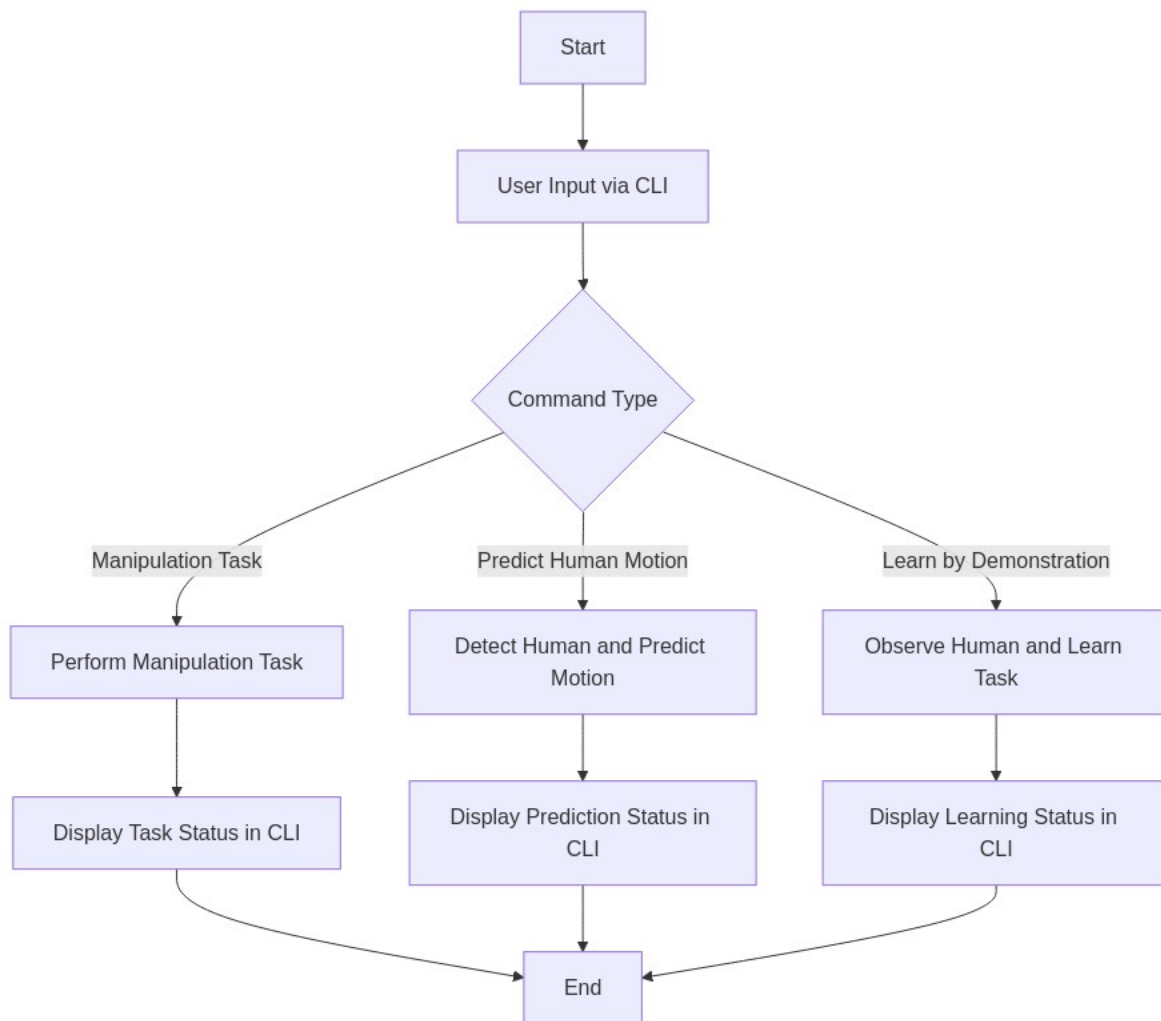 Start
User Input via CLI
Command Type
Manipulation Task
Predict Human Motion
Learn by Demonstration
Perform Manipulation Task
Detect Human and Predict
Motion
Observe Human and Learn
Task
Display Task Status in CLI
Display Prediction Status in
CLI
Display Learning Status in
CLI
End